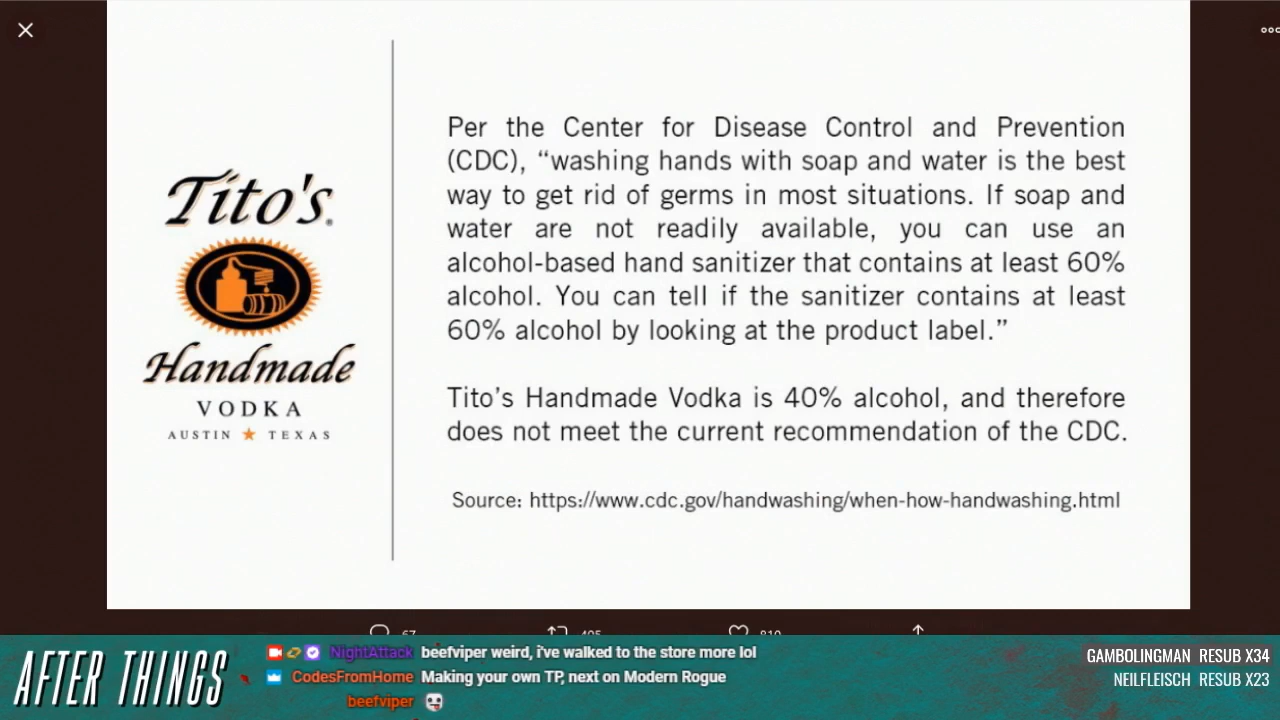 Per the Center for Disease Control and Prevention
(CDC), “washing hands with soap and water is the best
way to get rid of germs in most situations. If soap and
water are not readily available, you can use an
alcohol-based hand sanitizer that contains at least 60%
alcohol. You can tell if the sanitizer contains at least
60% alcohol by looking at the product label.”
Tito's
Handmade
VODKA
AUSTIN ★ TEXAS
Tito’s Handmade Vodka is 40% alcohol, and therefore
does not meet the current recommendation of the CDC.
Source: https://www.cdc.gov/handwashing/when-how-handwashing.html
67 405 810
AFTER THINGS
NightAttack beefviper weird, i've walked to the store more lol
CodesFromHome Making your own TP, next on Modern Rogue
beefviper
GAMBOLINGMAN RESUB X34
NEILFLEISCH RESUB X23